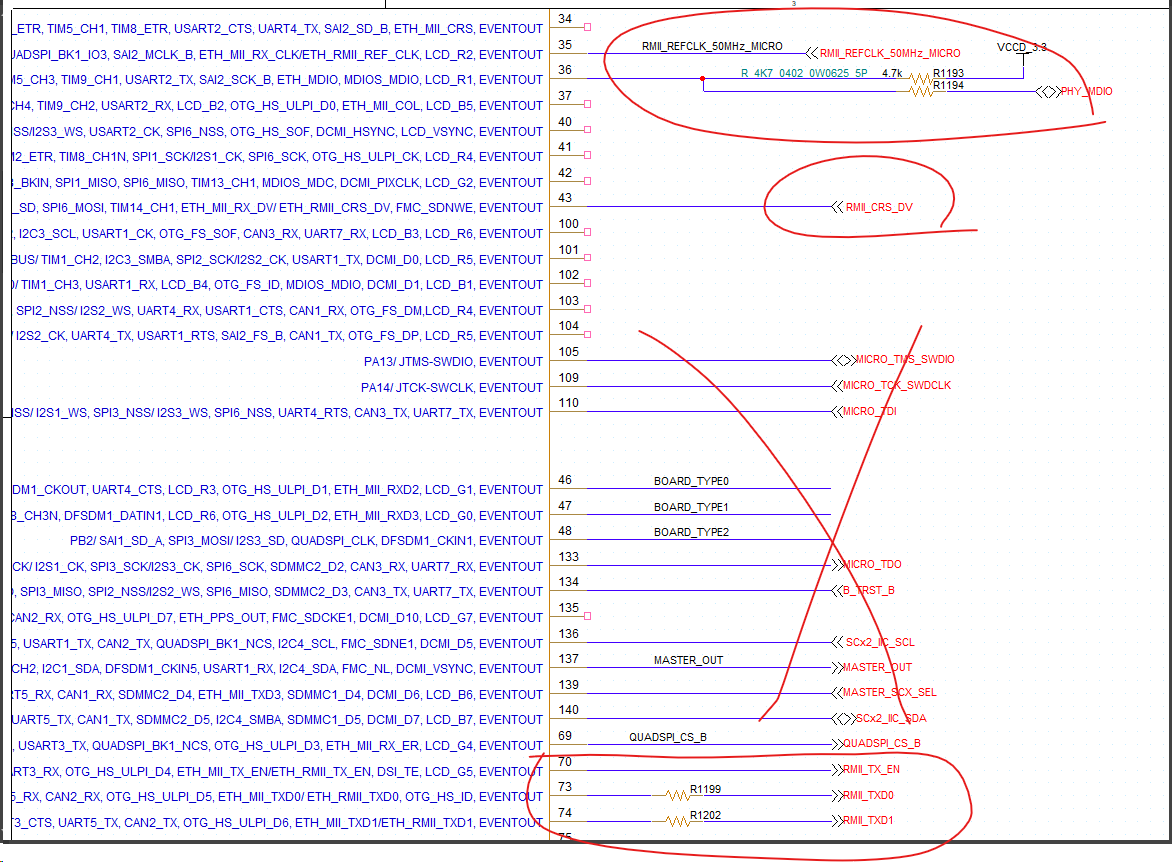 3
_ETR, TIM5_CH1, TIM8_ETR, USART2_CTS, UART4_TX, SAI2_SD_B, ETH_MII_CRS, EVENTOUT 34
UADSPI_BK1_IO3, SAI2_MCLK_B, ETH_MII_RX_CLK/ETH_RMII_REF_CLK, LCD_R2, EVENTOUT 35 RMII_REFCLK_50MHz_MICRO RMII_REFCLK_50MHz_MICRO VCCD_3.3
M5_CH3, TIM9_CH1, USART2_TX, SAI2_SCK_B, ETH_MDIO, MDIOS_MDIO, LCD_R1, EVENTOUT 36 R_4K7_0402_0W0625_5P 4.7k R1193
R1194 PHY_MDIO
CH4, TIM9_CH2, USART2_RX, LCD_B2, OTG_HS_ULPI_D0, ETH_MII_COL, LCD_B5, EVENTOUT 37
SS/I2S3_WS, USART2_CK, SPI6_NSS, OTG_HS_SOF, DCMI_HSYNC, LCD_VSYNC, EVENTOUT 40
M2_ETR, TIM8_CH1N, SPI1_SCK/I2S1_CK, SPI6_SCK, OTG_HS_ULPI_CK, LCD_R4, EVENTOUT 41
_BKIN, SPI1_MISO, SPI6_MISO, TIM13_CH1, MDIOS_MDC, DCMI_PIXCLK, LCD_G2, EVENTOUT 42
_SD, SPI6_MOSI, TIM14_CH1, ETH_MII_RX_DV/ ETH_RMII_CRS_DV, FMC_SDNWE, EVENTOUT 43 RMII_CRS_DV
, I2C3_SCL, USART1_CK, OTG_FS_SOF, CAN3_RX, UART7_RX, LCD_B3, LCD_R6, EVENTOUT 100
BUS/ TIM1_CH2, I2C3_SMBA, SPI2_SCK/I2S2_CK, USART1_TX, DCMI_D0, LCD_R5, EVENTOUT 101
/ TIM1_CH3, USART1_RX, LCD_B4, OTG_FS_ID, MDIOS_MDIO, DCMI_D1, LCD_B1, EVENTOUT 102
SPI2_NSS/ I2S2_WS, UART4_RX, USART1_CTS, CAN1_RX, OTG_FS_DM,LCD_R4, EVENTOUT 103
/ I2S2_CK, UART4_TX, USART1_RTS, SAI2_FS_B, CAN1_TX, OTG_FS_DP, LCD_R5, EVENTOUT 104
PA13/ JTMS-SWDIO, EVENTOUT 105 MICRO_TMS_SWDIO
PA14/ JTCK-SWCLK, EVENTOUT 109 MICRO_TCK_SWDCLK
SS/ I2S1_WS, SPI3_NSS/ I2S3_WS, SPI6_NSS, UART4_RTS, CAN3_TX, UART7_TX, EVENTOUT 110 MICRO_TDI
DM1_CKOUT, UART4_CTS, LCD_R3, OTG_HS_ULPI_D1, ETH_MII_RXD2, LCD_G1, EVENTOUT 46 BOARD_TYPE0
_CH3N, DFSDM1_DATIN1, LCD_R6, OTG_HS_ULPI_D2, ETH_MII_RXD3, LCD_G0, EVENTOUT 47 BOARD_TYPE1
PB2/ SAI1_SD_A, SPI3_MOSI/ I2S3_SD, QUADSPI_CLK, DFSDM1_CKIN1, EVENTOUT 48 BOARD_TYPE2
CK/ I2S1_CK, SPI3_SCK/I2S3_CK, SPI6_SCK, SDMMC2_D2, CAN3_RX, UART7_RX, EVENTOUT 133 MICRO_TDO
, SPI3_MISO, SPI2_NSS/I2S2_WS, SPI6_MISO, SDMMC2_D3, CAN3_TX, UART7_TX, EVENTOUT 134 B_TRST_B
CAN2_RX, OTG_HS_ULPI_D7, ETH_PPS_OUT, FMC_SDCKE1, DCMI_D10, LCD_G7, EVENTOUT 135
, USART1_TX, CAN2_TX, QUADSPI_BK1_NCS, I2C4_SCL, FMC_SDNE1, DCMI_D5, EVENTOUT 136 SCx2_IIC_SCL
CH2, I2C1_SDA, DFSDM1_CKIN5, USART1_RX, I2C4_SDA, FMC_NL, DCMI_VSYNC, EVENTOUT 137 MASTER_OUT MASTER_OUT
T5_RX, CAN1_RX, SDMMC2_D4, ETH_MII_TXD3, SDMMC1_D4, DCMI_D6, LCD_B6, EVENTOUT 139 MASTER_SCX_SEL
UART5_TX, CAN1_TX, SDMMC2_D5, I2C4_SMBA, SDMMC1_D5, DCMI_D7, LCD_B7, EVENTOUT 140 SCx2_IIC_SDA
, USART3_TX, QUADSPI_BK1_NCS, OTG_HS_ULPI_D3, ETH_MII_RX_ER, LCD_G4, EVENTOUT 69 QUADSPI_CS_B QUADSPI_CS_B
RT3_RX, OTG_HS_ULPI_D4, ETH_MII_TX_EN/ETH_RMII_TX_EN, DSI_TE, LCD_G5, EVENTOUT 70 RMII_TX_EN
_RX, CAN2_RX, OTG_HS_ULPI_D5, ETH_MII_TXD0/ ETH_RMII_TXD0, OTG_HS_ID, EVENTOUT 73 R1199 RMII_TXD0
3_CTS, UART5_TX, CAN2_TX, OTG_HS_ULPI_D6, ETH_MII_TXD1/ETH_RMII_TXD1, EVENTOUT 74 R1202 RMII_TXD1
75